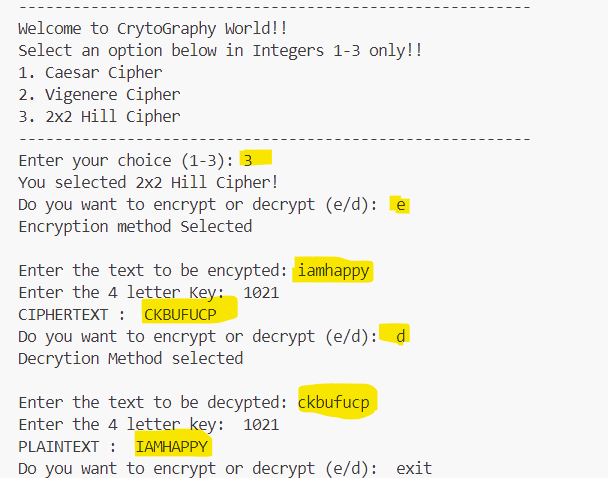 -------------------------------------------------------
Welcome to CrytoGraphy World!!
Select an option below in Integers 1-3 only!!
1. Caesar Cipher
2. Vigenere Cipher
3. 2x2 Hill Cipher
-------------------------------------------------------
Enter your choice (1-3): 3
You selected 2x2 Hill Cipher!
Do you want to encrypt or decrypt (e/d):  e
Encryption method Selected
Enter the text to be encypted: iamhappy
Enter the 4 letter Key:  1021
CIPHERTEXT :  CKBUFUCP
Do you want to encrypt or decrypt (e/d):  d
Decrytion Method selected
Enter the text to be decypted: ckbufucp
Enter the 4 letter key:  1021
PLAINTEXT :  IAMHAPPY
Do you want to encrypt or decrypt (e/d):  exit